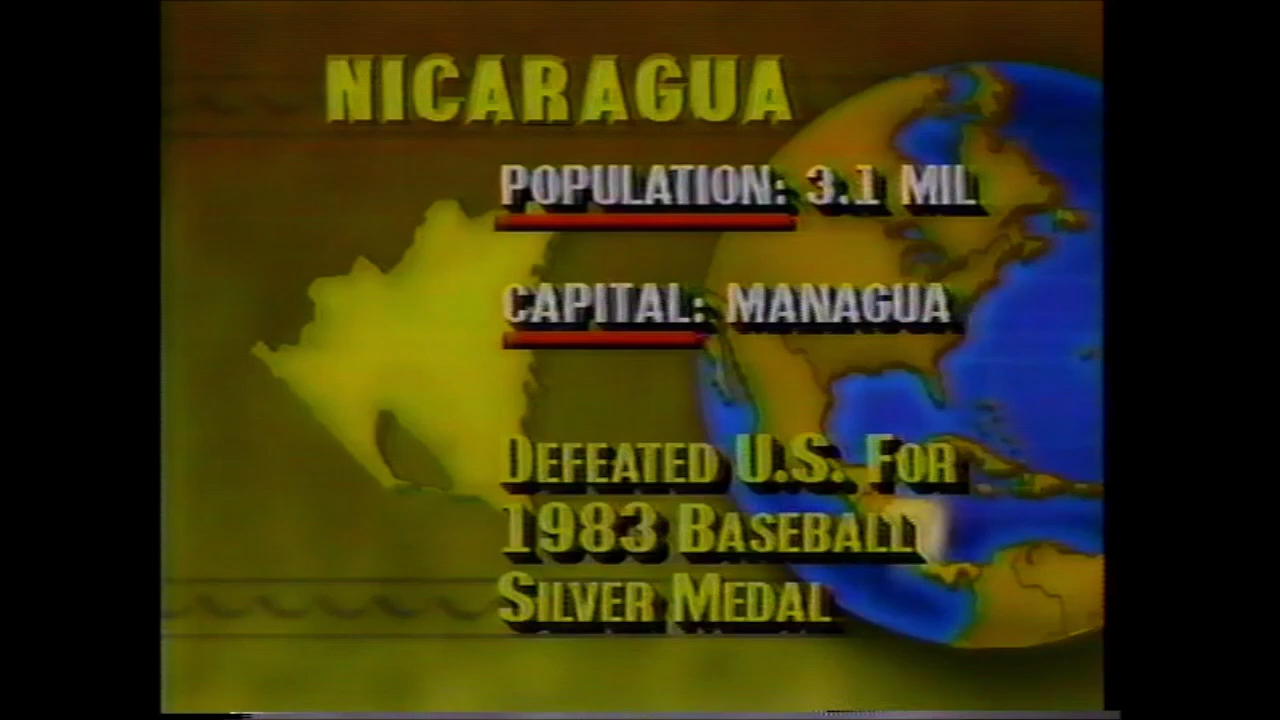 NICARAGUA
POPULATION: 3.1 MIL
CAPITAL: MANAGUA
DEFEATED U.S. FOR
1983 BASEBALL
SILVER MEDAL